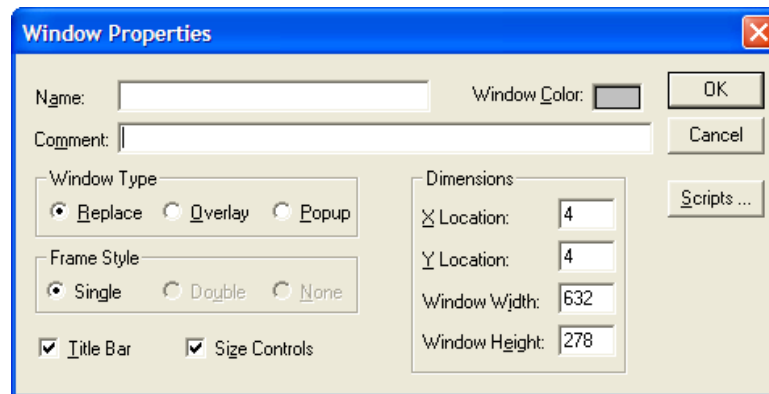 Window Properties
Name:
Window Color:
OK
Comment:
Cancel
Window Type
Replace
Overlay
Popup
Dimensions
X Location: 4
Scripts ...
Y Location: 4
Frame Style
Single
Double
None
Window Width: 632
Window Height: 278
Title Bar
Size Controls